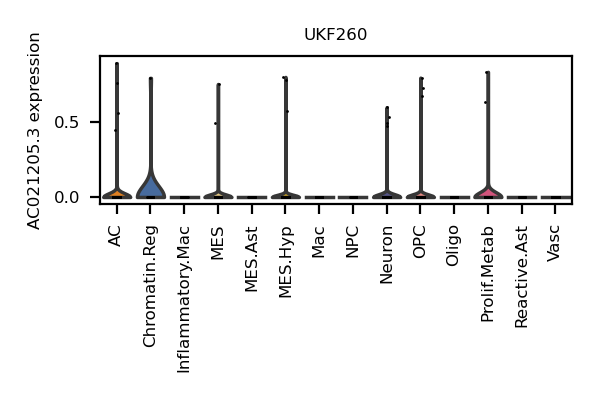 UKF260
AC021205.3 expression
0.5
0.0
AC
Chromatin.Reg
Inflammatory.Mac
MES
MES.Ast
MES.Hyp
Mac
NPC
Neuron
OPC
Oligo
Prolif.Metab
Reactive.Ast
Vasc